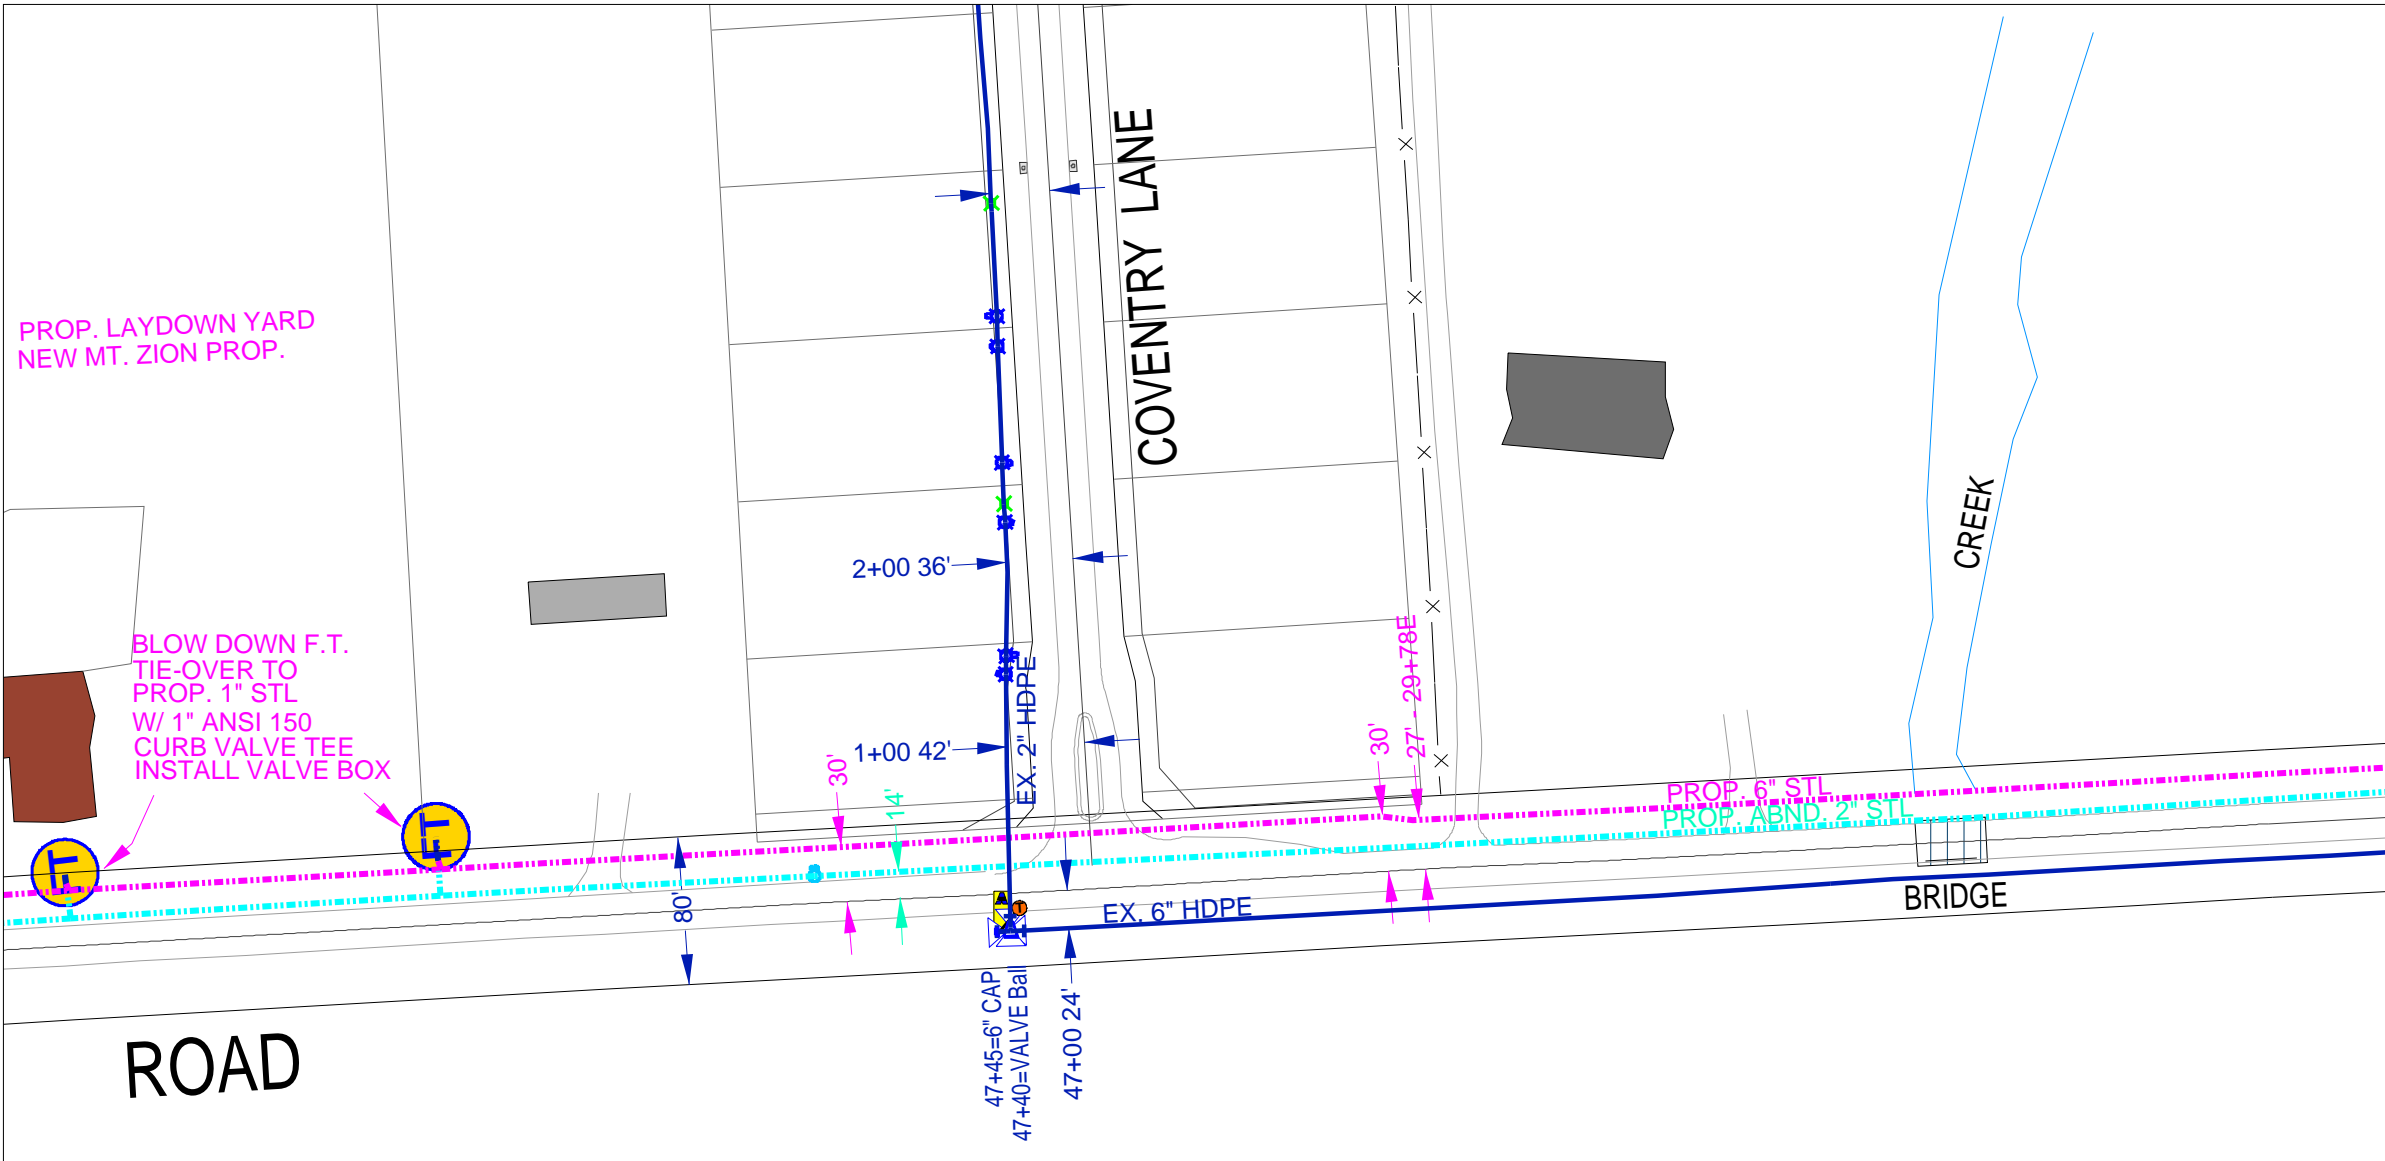 COVENTRY LANE
PROP. LAYDOWN YARD
NEW MT. ZION PROP.
CREEK
2+00 36'
BLOW DOWN F.T.
TIE-OVER TO
PROP. 1" STL
W/ 1" ANSI 150
CURB VALVE TEE
INSTALL VALVE BOX
EX. 2" HDPE
1+00 42'
30'
14'
30'
27' - 29+78E
PROP. 6" STL
PROP. ABND. 2" STL
FT
FT
80'
A
T
EX. 6" HDPE
BRIDGE
47+45=6" CAP
47+40=VALVE Ball
47+00 24'
ROAD